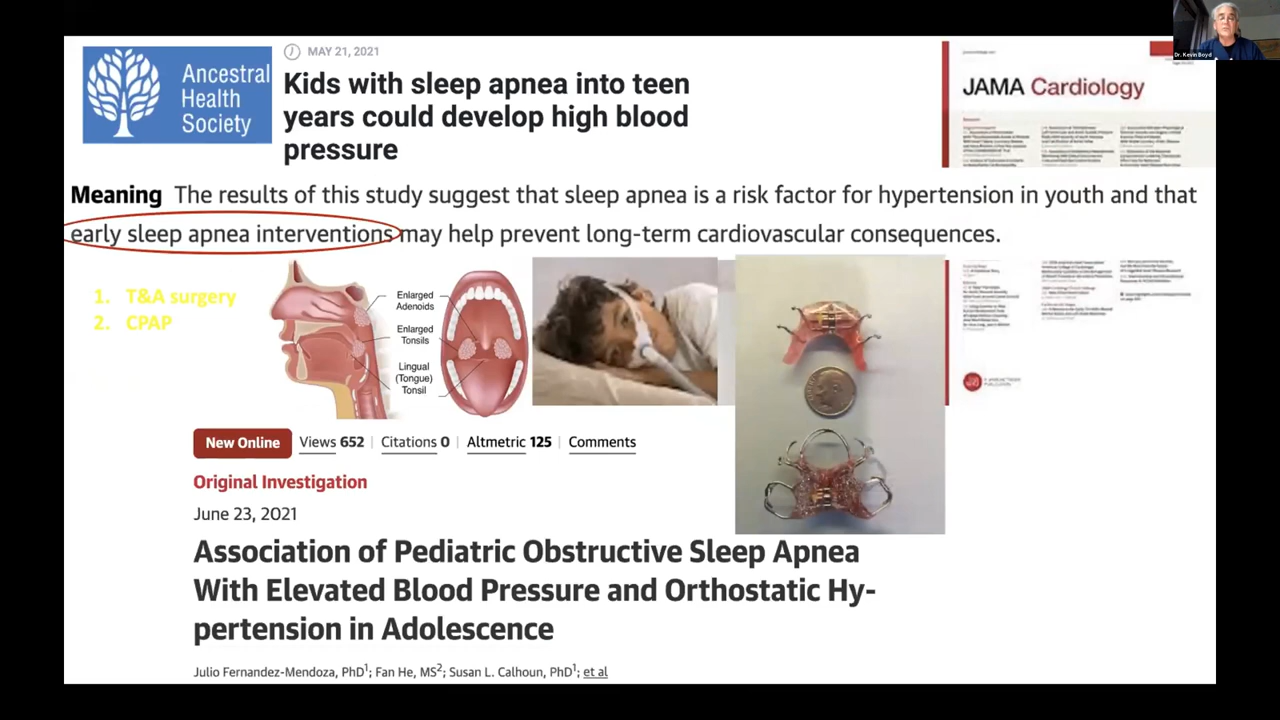 Dr. Kevin Boyd
Ancestral
Health
Society
MAY 21, 2021
Kids with sleep apnea into teen
years could develop high blood
pressure
JAMA Cardiology
Meaning The results of this study suggest that sleep apnea is a risk factor for hypertension in youth and that
early sleep apnea interventions may help prevent long-term cardiovascular consequences.
1. T&A surgery
2. CPAP
Enlarged
Adenoids
Enlarged
Tonsils
Lingual
(Tongue)
Tonsil
New Online Views 652 | Citations 0 | Altmetric 125 | Comments
Original Investigation
June 23, 2021
Association of Pediatric Obstructive Sleep Apnea
With Elevated Blood Pressure and Orthostatic Hy-
pertension in Adolescence
Julio Fernandez-Mendoza, PhD1; Fan He, MS2; Susan L. Calhoun, PhD1; et al